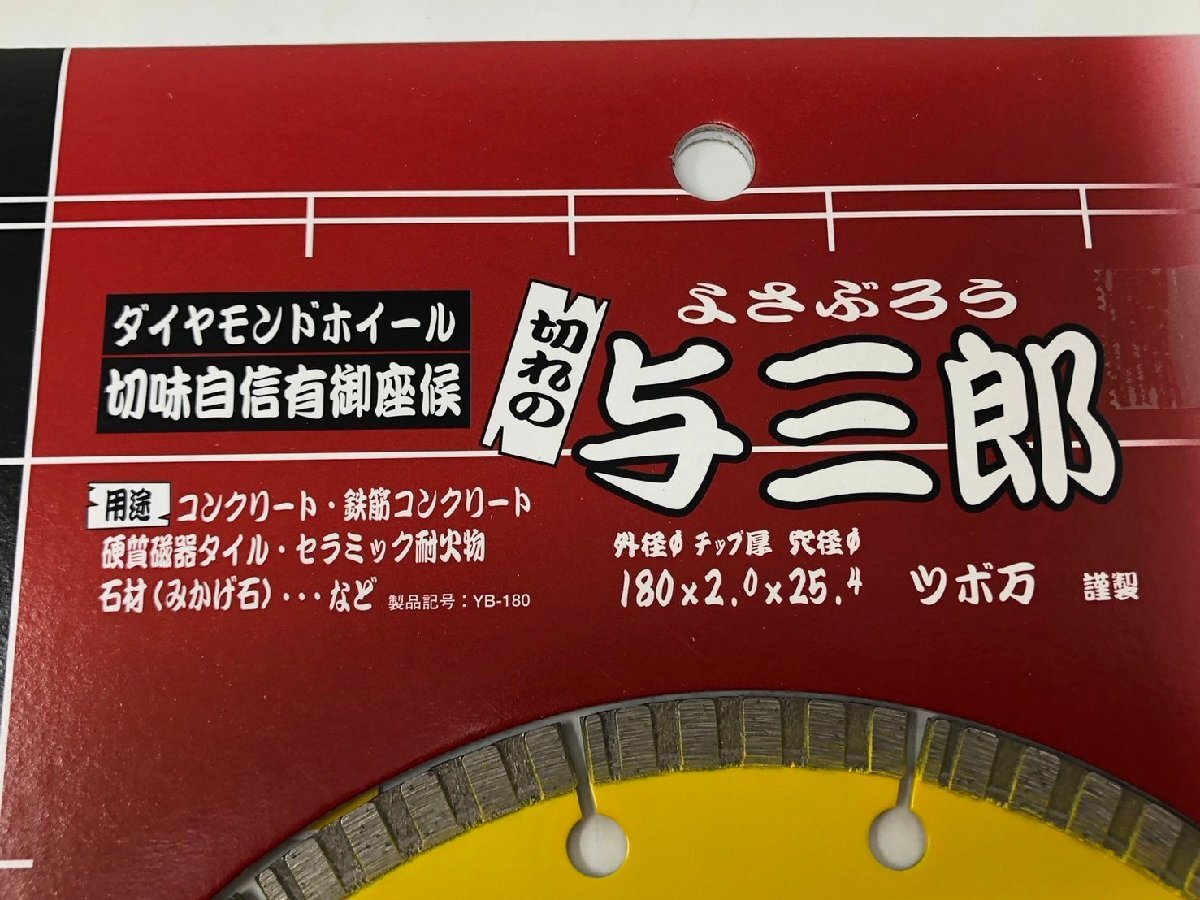 ダイヤモンドホイール
切味自信有御座候
切れの
よさぶろう
与三郎
用途 コンクリート・鉄筋コンクリート
硬質磁器タイル・セラミック耐火物
石材(みかげ石)・・・など 製品記号:YB-180
外径φ チップ厚 穴径φ
180×2.0×25.4 ツボ万 謹製